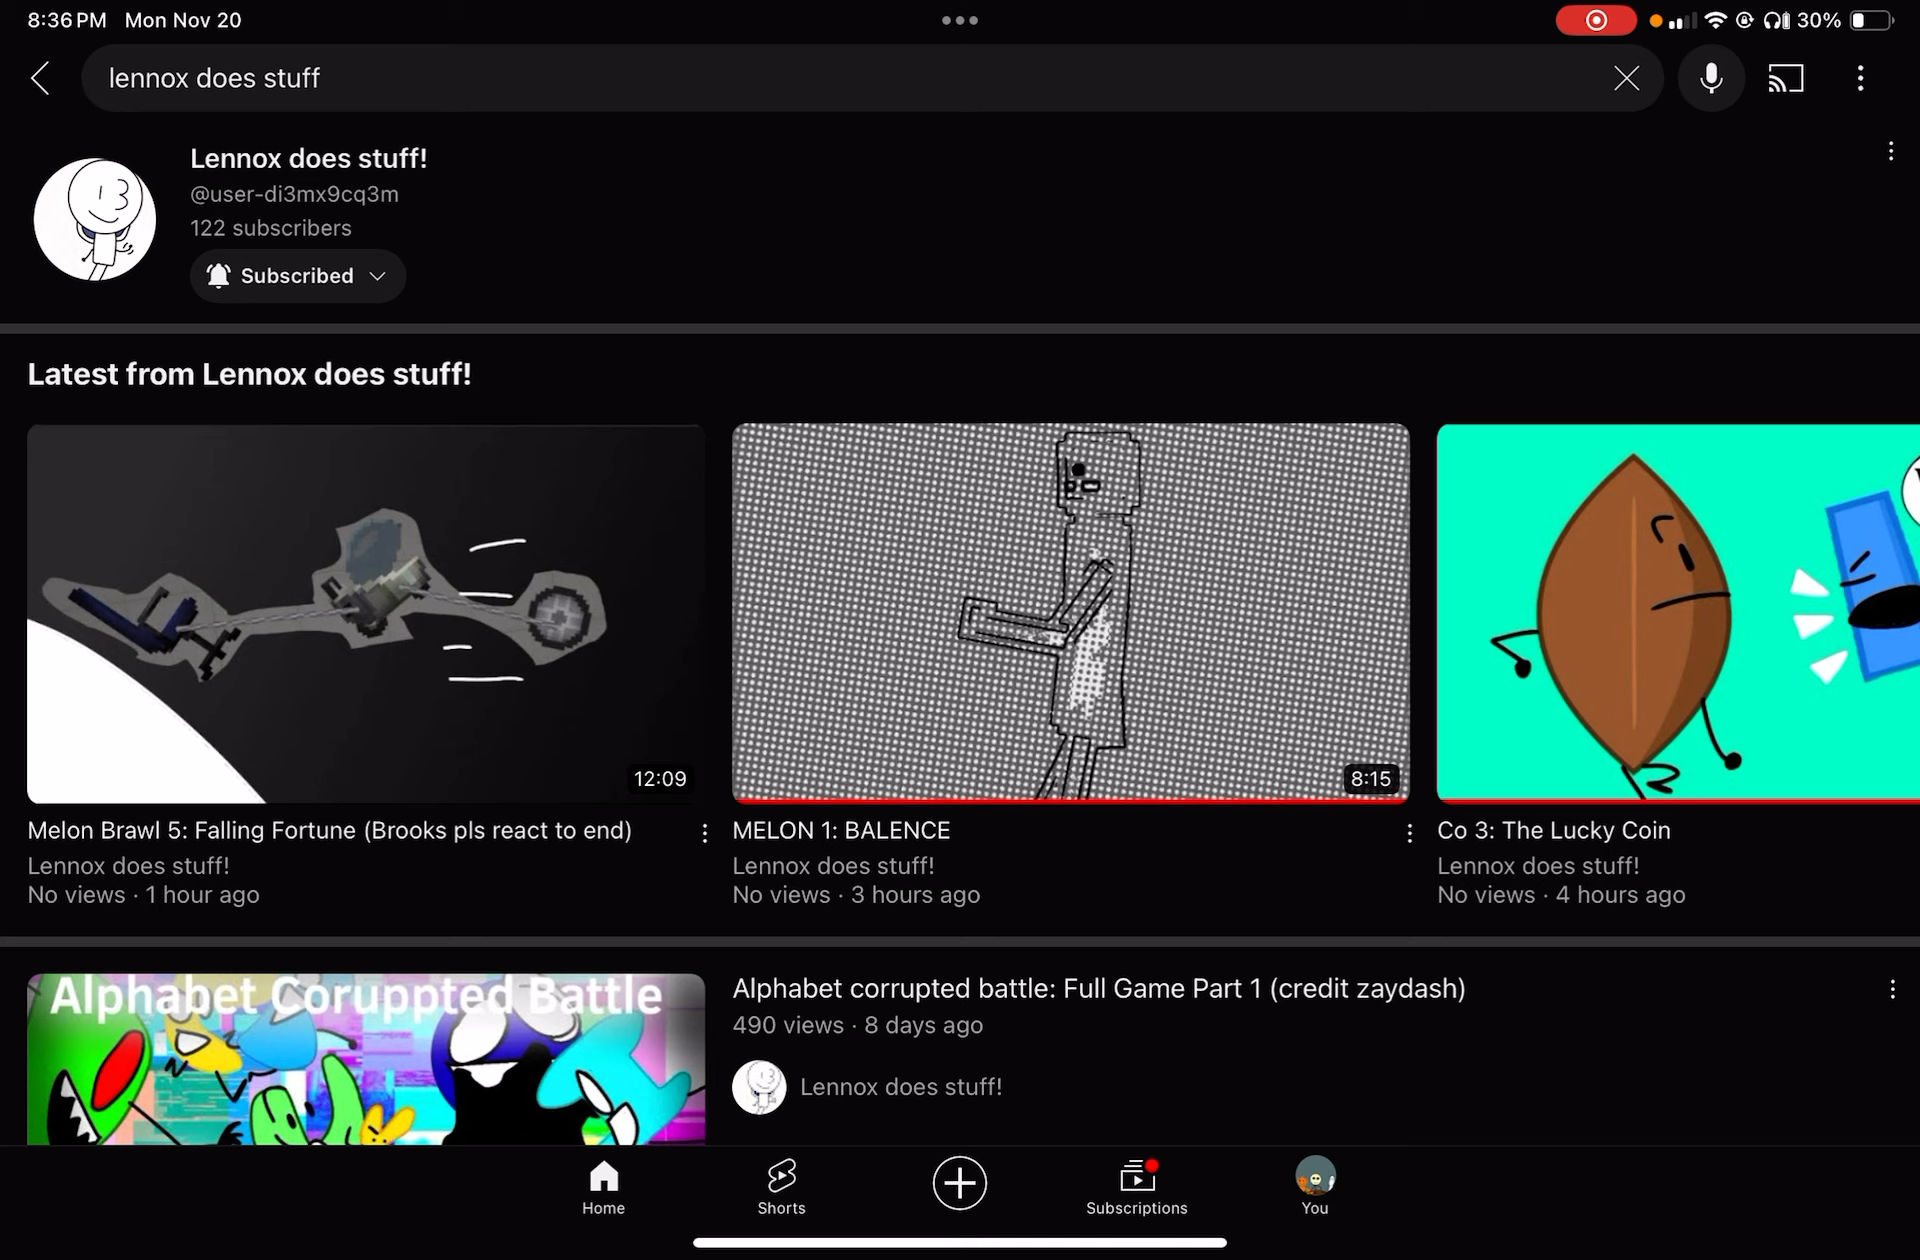 8:36 PM Mon Nov 20
30%
lennox does stuff
Lennox does stuff!
@user-di3mx9cq3m
122 subscribers
Subscribed
Latest from Lennox does stuff!
12:09
8:15
Melon Brawl 5: Falling Fortune (Brooks pls react to end)
Lennox does stuff!
No views · 1 hour ago
MELON 1: BALENCE
Lennox does stuff!
No views · 3 hours ago
Co 3: The Lucky Coin
Lennox does stuff!
No views · 4 hours ago
Alphabet Coruppted Battle
Alphabet corrupted battle: Full Game Part 1 (credit zaydash)
490 views · 8 days ago
Lennox does stuff!
Home
Shorts
Subscriptions
You